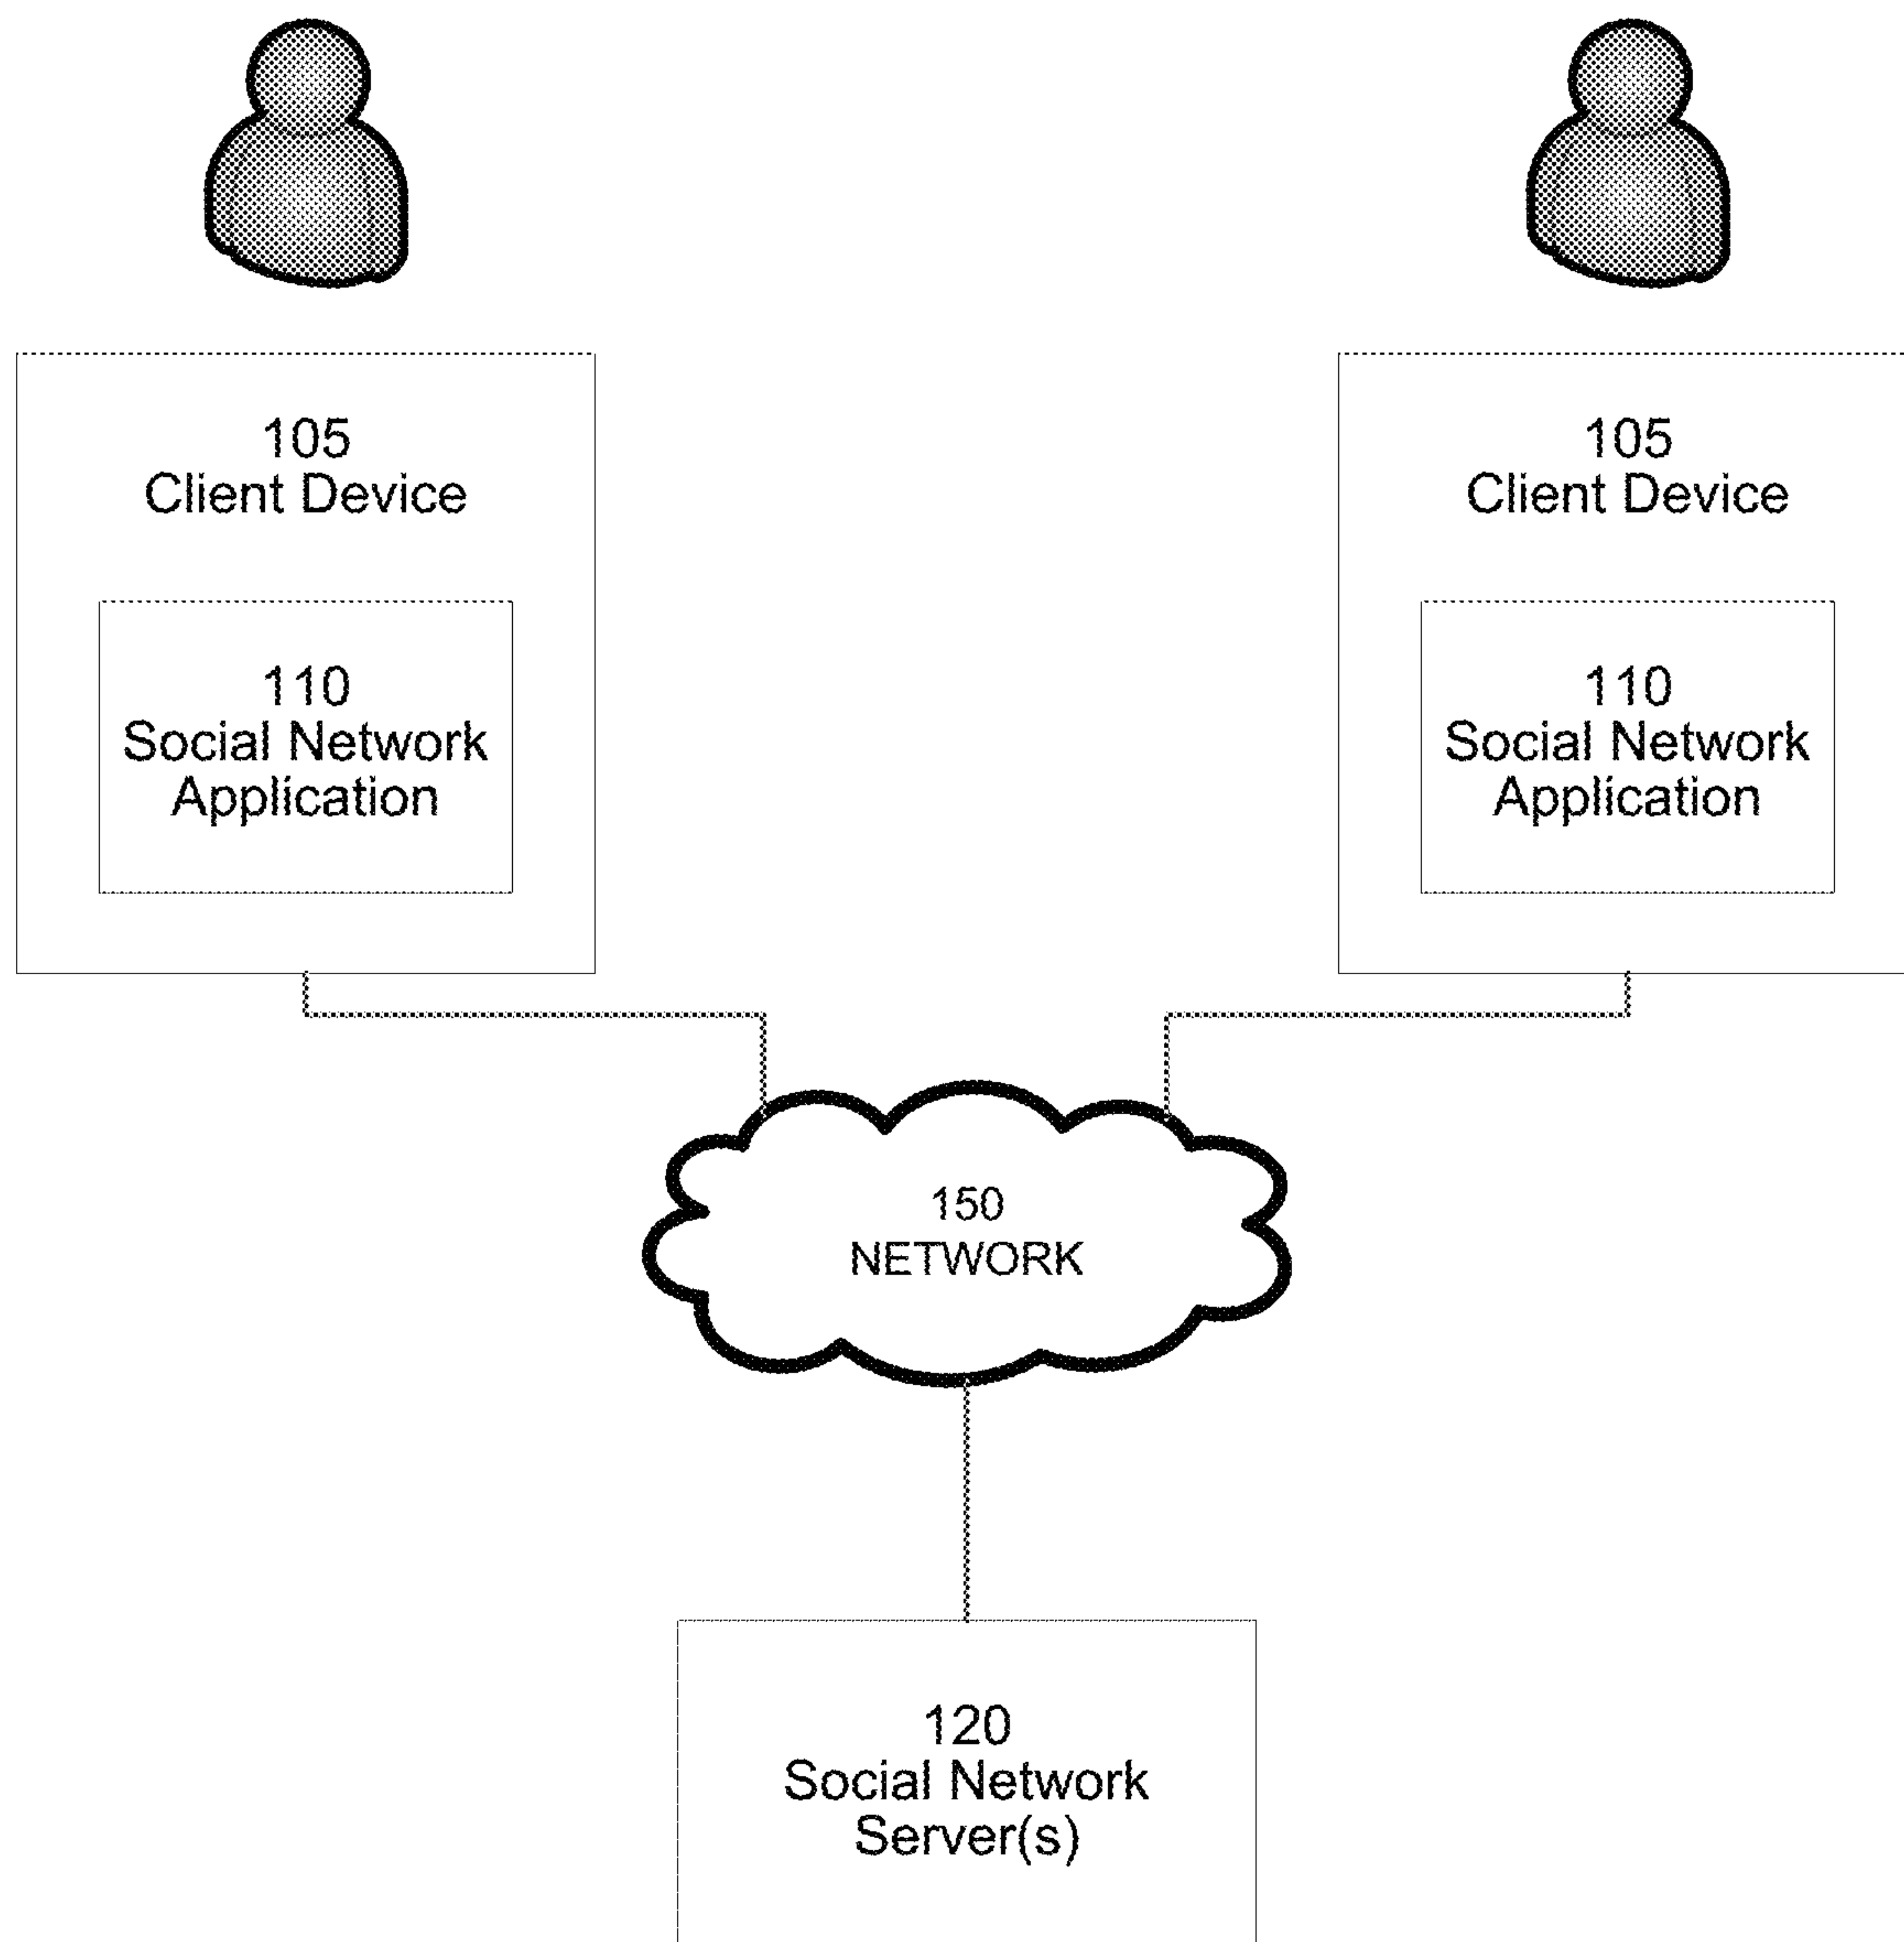 105
Client Device
110
Social Network
Application
105
Client Device
110
Social Network
Application
150
NETWORK
120
Social Network
Server(s)